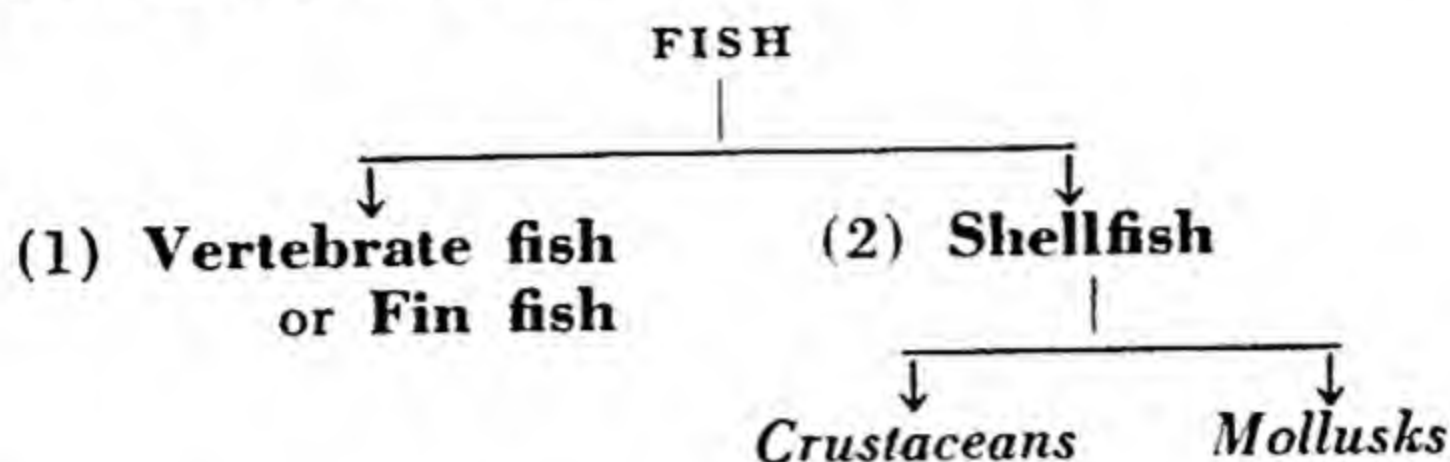 FISH
(1) Vertebrate fish
or Fin fish
(2) Shellfish
Crustaceans
Mollusks